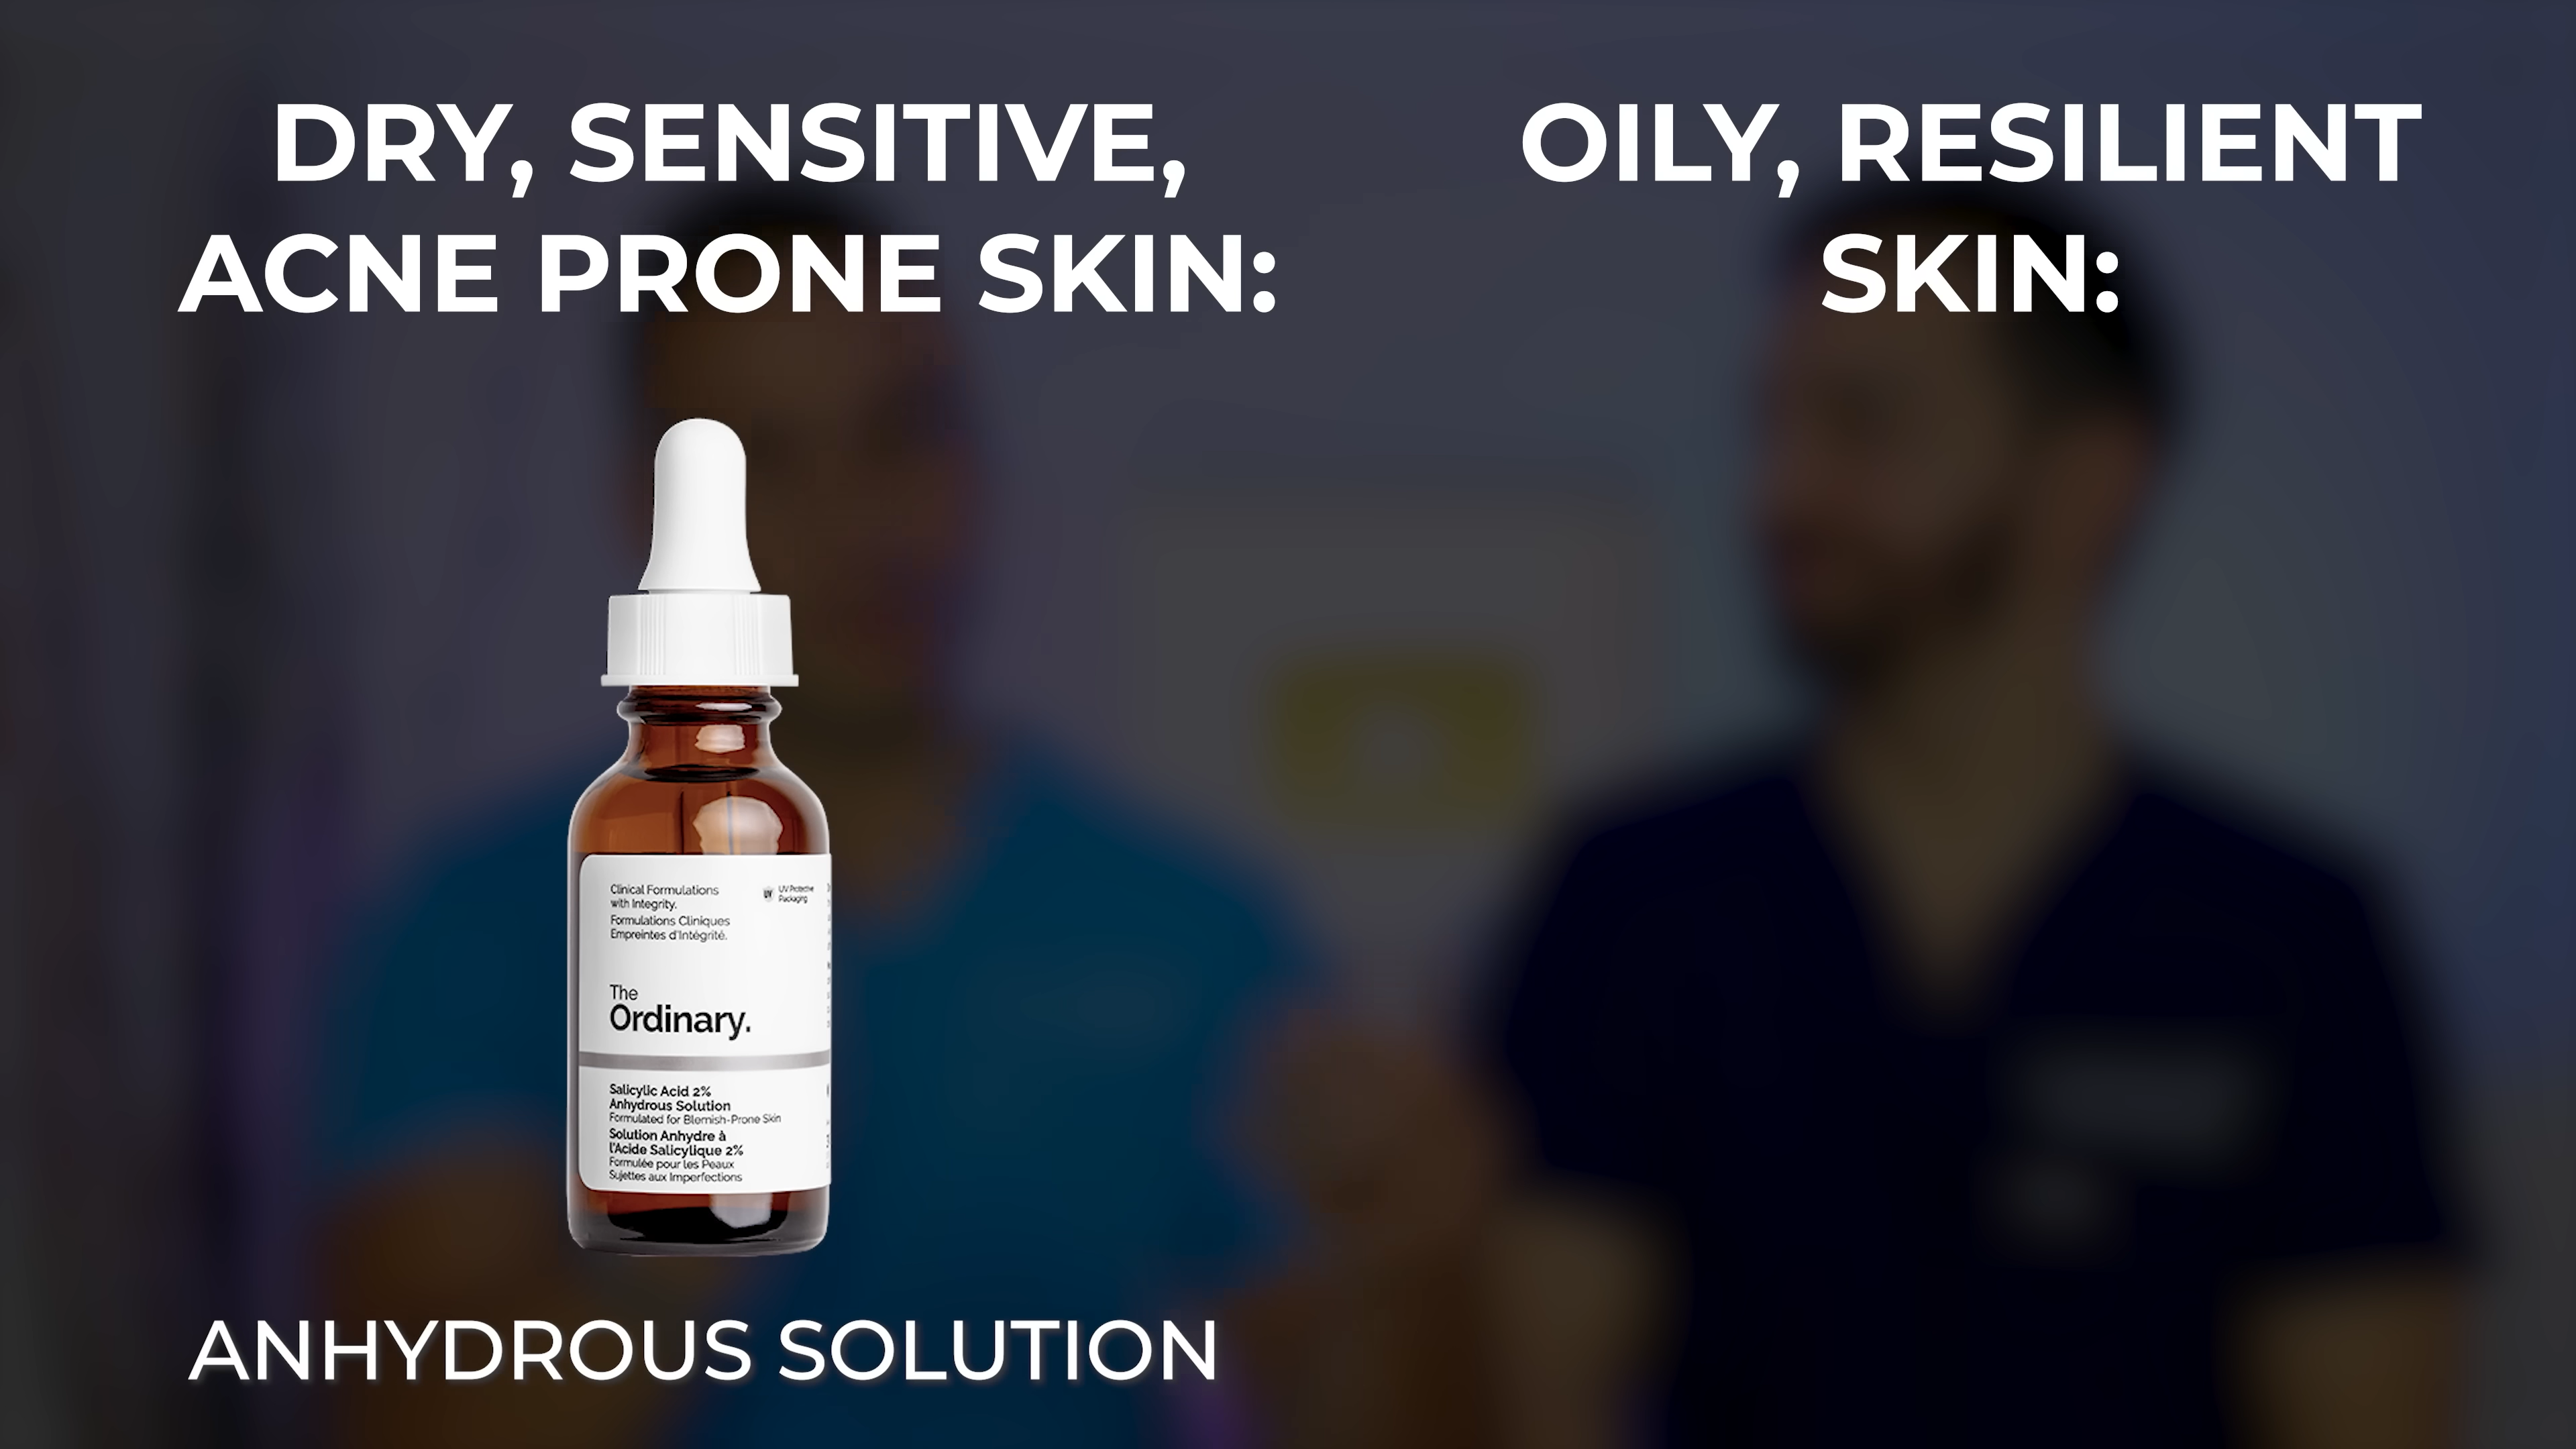 DRY, SENSITIVE,
ACNE PRONE SKIN:
OILY, RESILIENT
SKIN:
Clinical Formulations
with Integrity.
Formulations Cliniques
Empreintes d'Intégrité.
UV
UV Protective
Packaging
The
Ordinary.
Salicylic Acid 2%
Anhydrous Solution
Formulated for Blemish-Prone Skin
Solution Anhydre à
l'Acide Salicylique 2%
Formulée pour les Peaux
Sujettes aux Imperfections
ANHYDROUS SOLUTION